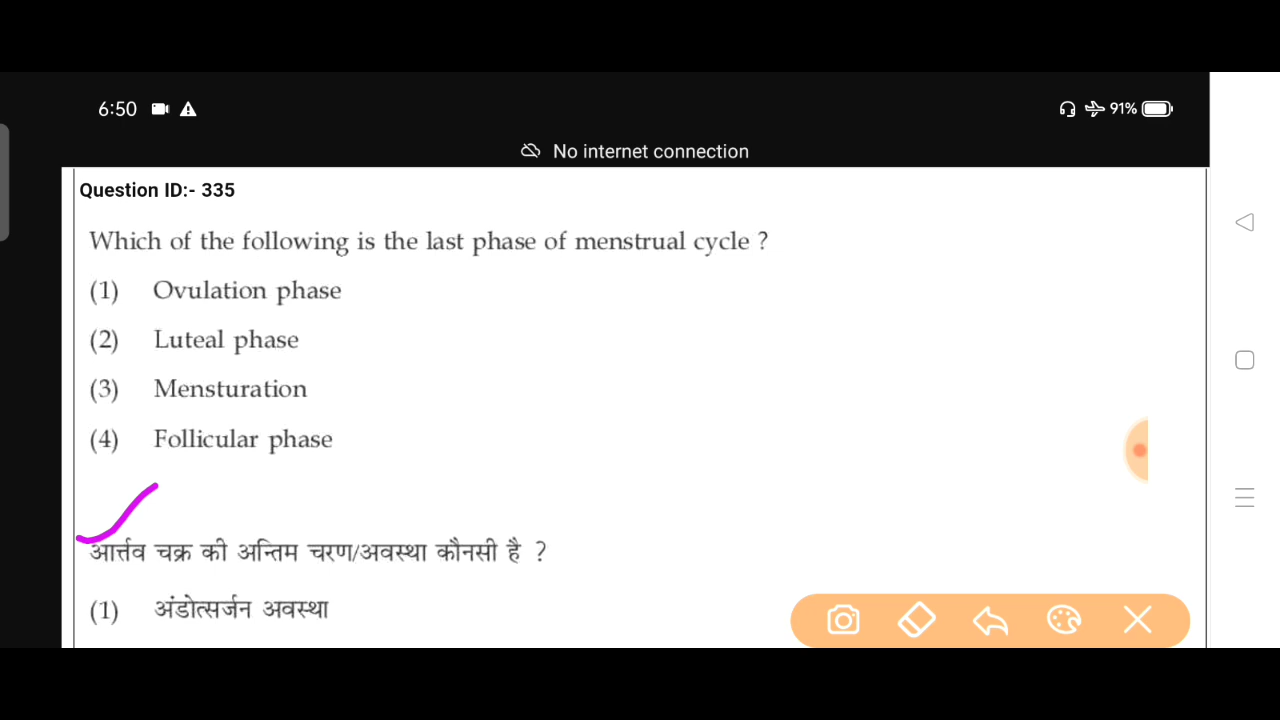 6:50
91%
No internet connection
Question ID:- 335
Which of the following is the last phase of menstrual cycle ?
(1) Ovulation phase
(2) Luteal phase
(3) Mensturation
(4) Follicular phase
आर्त्तव चक्र की अन्तिम चरण/अवस्था कौनसी है ?
(1) अंडोत्सर्जन अवस्था